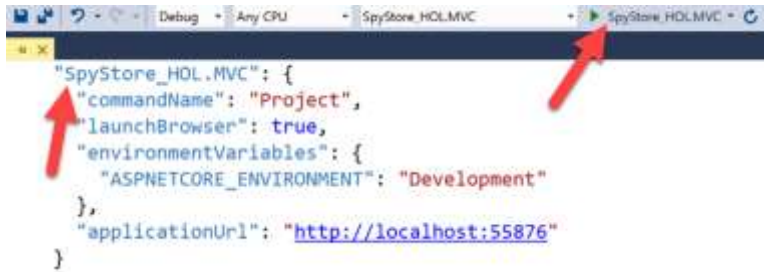 Debug Any CPU SpyStore_HOL.MVC SpyStore_HOL.MVC
"SpyStore_HOL.MVC": {
"commandName": "Project",
"launchBrowser": true,
"environmentVariables": {
"ASPNETCORE_ENVIRONMENT": "Development"
},
"applicationUrl": "http://localhost:55876"
}